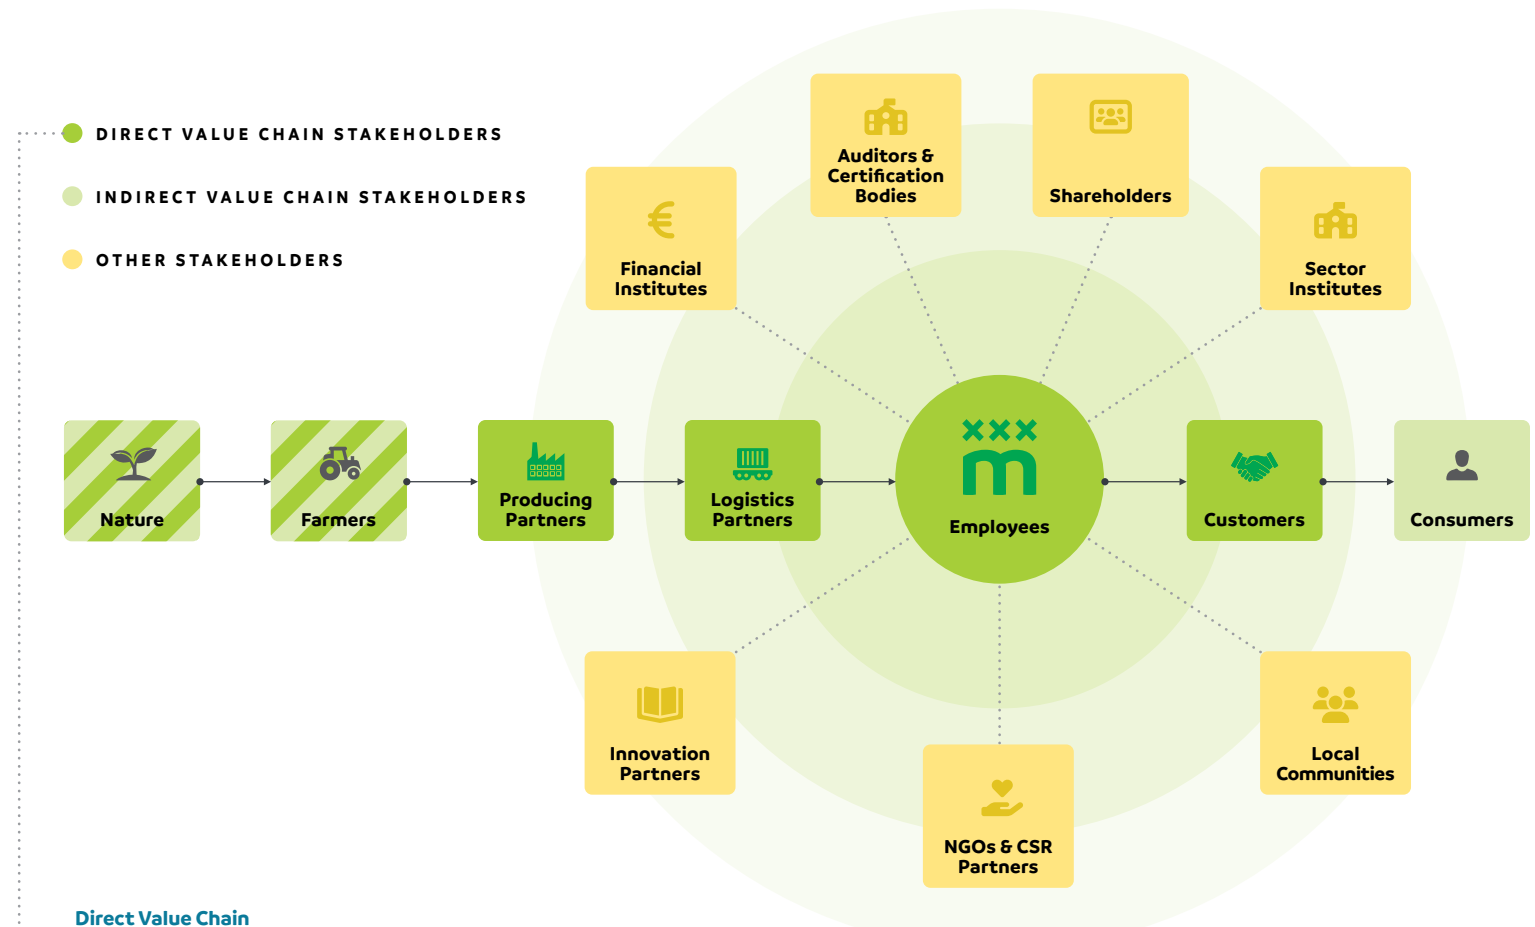 DIRECT VALUE CHAIN STAKEHOLDERS
INDIRECT VALUE CHAIN STAKEHOLDERS
OTHER STAKEHOLDERS
Auditors &
Certification
Bodies
Shareholders
Financial
Institutes
Sector
Institutes
Nature
Farmers
Producing
Partners
Logistics
Partners
xxx
m
Employees
Customers
Consumers
Innovation
Partners
NGOs & CSR
Partners
Local
Communities
Direct Value Chain